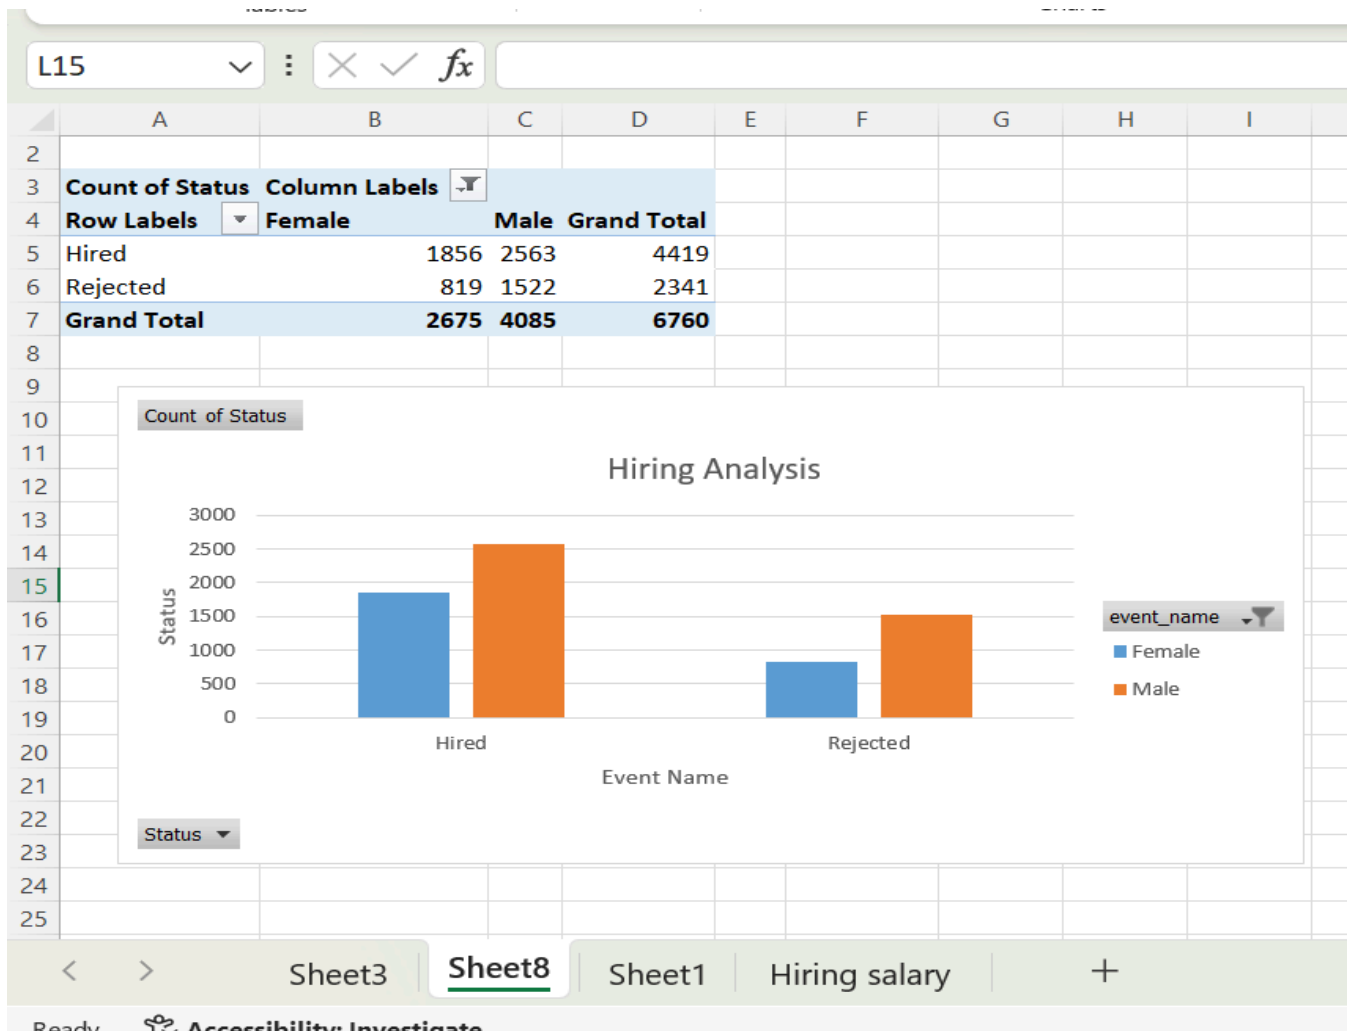 L15 fx
A B C D E F G H I
2
3 Count of Status Column Labels
4 Row Labels Female Male Grand Total
5 Hired 1856 2563 4419
6 Rejected 819 1522 2341
7 Grand Total 2675 4085 6760
8
9
10 Count of Status
11 Hiring Analysis
12
13 3000
14 2500
15 2000
16 1500 event_name
Status
17 1000 Female
18 500 Male
19 0
20 Hired Rejected
21 Event Name
22
23 Status
24
25
Sheet3 Sheet8 Sheet1 Hiring salary +
Ready Accessibility: Investigate